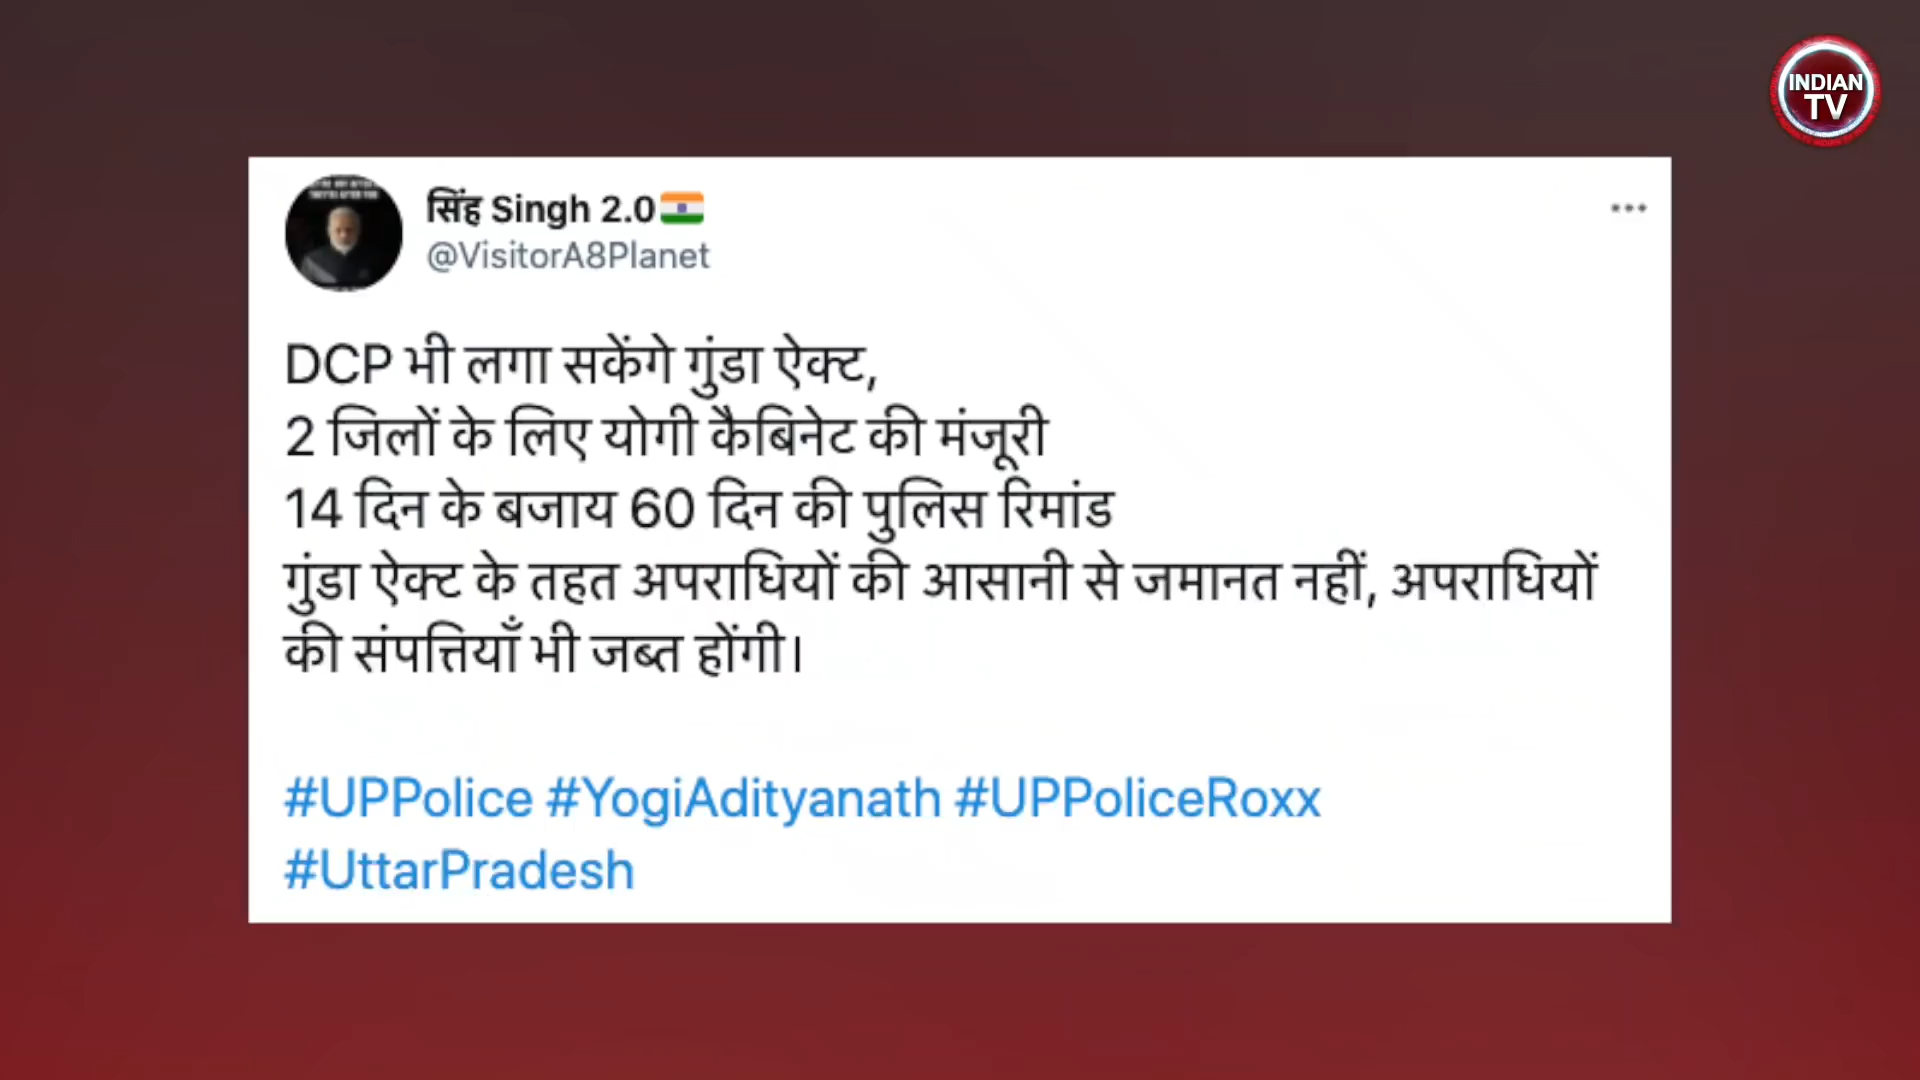 INDIAN
TV
सिंह Singh 2.0
@VisitorA8Planet
DCP भी लगा सकेंगे गुंडा ऐक्ट,
2 जिलों के लिए योगी कैबिनेट की मंजूरी
14 दिन के बजाय 60 दिन की पुलिस रिमांड
गुंडा ऐक्ट के तहत अपराधियों की आसानी से जमानत नहीं, अपराधियों
की संपत्तियाँ भी जब्त होंगी।
#UPPolice #YogiAdityanath #UPPoliceRoxx
#UttarPradesh